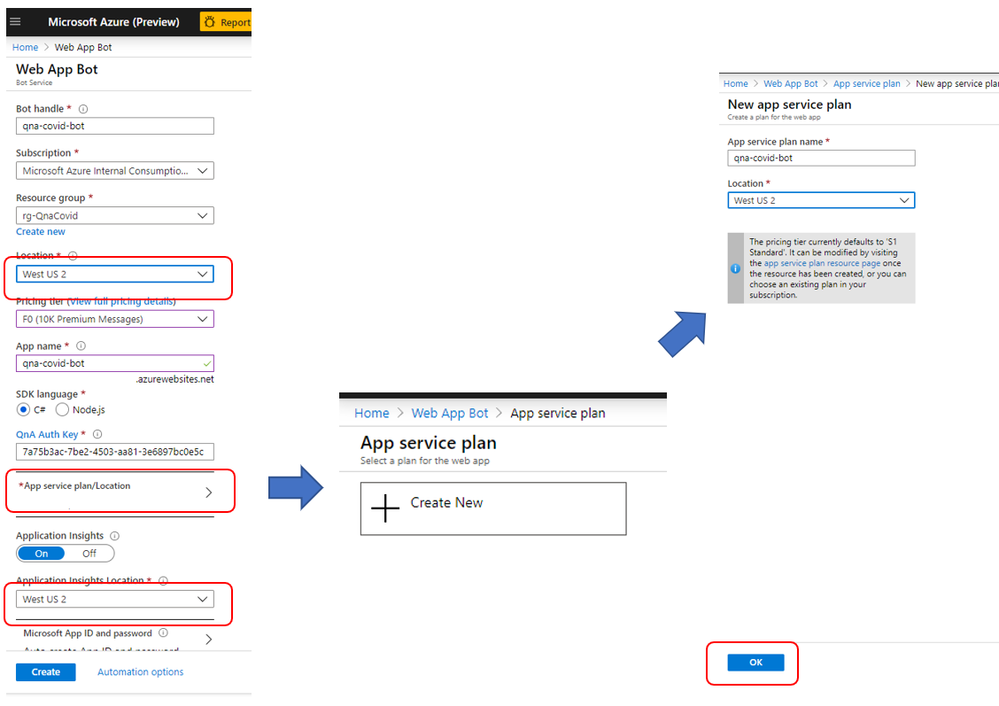 Microsoft Azure (Preview)
Report
Home > Web App Bot
Web App Bot
Bot Service
Bot handle *
qna-covid-bot
Subscription *
Microsoft Azure Internal Consumptio...
Resource group *
rg-QnaCovid
Create new
Location *
West US 2
Pricing tier (View full pricing details)
F0 (10K Premium Messages)
App name *
qna-covid-bot
.azurewebsites.net
SDK language *
C# Node.js
QnA Auth Key *
7a75b3ac-7be2-4503-aa81-3e6897bc0e5c
*App service plan/Location
Application Insights
On Off
Application Insights Location *
West US 2
Microsoft App ID and password
Auto-create App ID and password
Create Automation options
Home > Web App Bot > App service plan
App service plan
Select a plan for the web app
Create New
Home > Web App Bot > App service plan > New app service plan
New app service plan
Create a plan for the web app
App service plan name *
qna-covid-bot
Location *
West US 2
The pricing tier currently defaults to 'S1
Standard'. It can be modified by visiting
the app service plan resource page once
the resource has been created, or you can
choose an existing plan in your
subscription.
OK